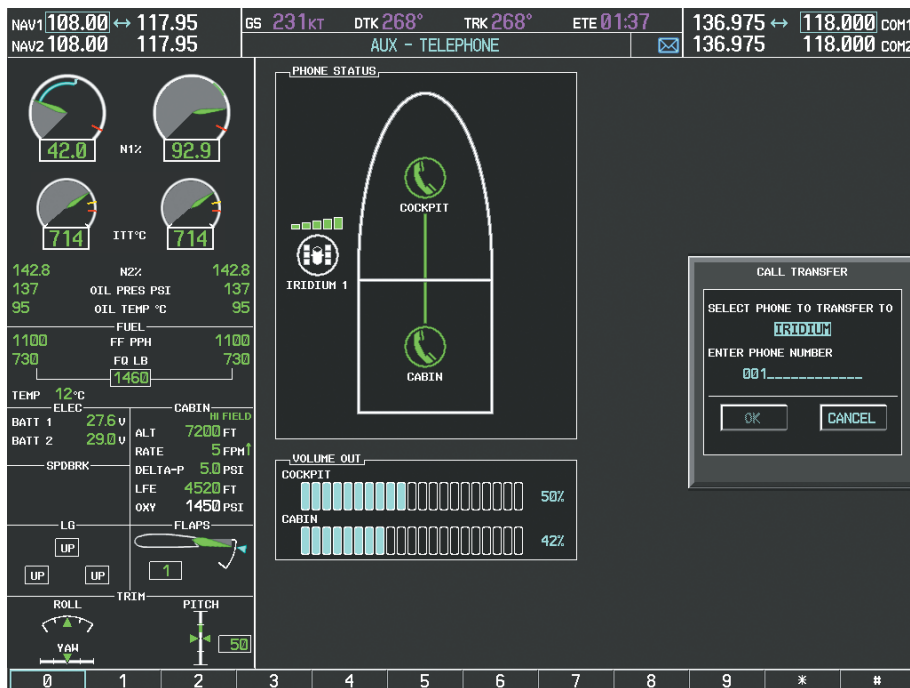 NAV1 108.00 ↔ 117.95
NAV2 108.00 117.95
GS 231KT DTK 268° TRK 268° ETE 01:37
AUX - TELEPHONE
136.975 ↔ 118.000 COM1
136.975 118.000 COM2
42.0 N1% 92.9
714 ITT°C 714
142.8 N2% 142.8
137 OIL PRES PSI 137
95 OIL TEMP °C 95
FUEL
1100 FF PPH 1100
730 FQ LB 730
1460
TEMP 12°C
ELEC
BATT 1 27.6 V
BATT 2 29.0 V
SPDBRK
CABIN
HI FIELD
ALT 7200 FT
RATE 5 FPM↑
DELTA-P 5.0 PSI
LFE 4520 FT
OXY 1450 PSI
LG
UP
UP UP
FLAPS
1
TRIM
ROLL
YAW
PITCH
50
PHONE STATUS
COCKPIT
IRIDIUM 1
CABIN
VOLUME OUT
COCKPIT
50%
CABIN
42%
CALL TRANSFER
SELECT PHONE TO TRANSFER TO
IRIDIUM
ENTER PHONE NUMBER
001____________
OK CANCEL
0 1 2 3 4 5 6 7 8 9 * #